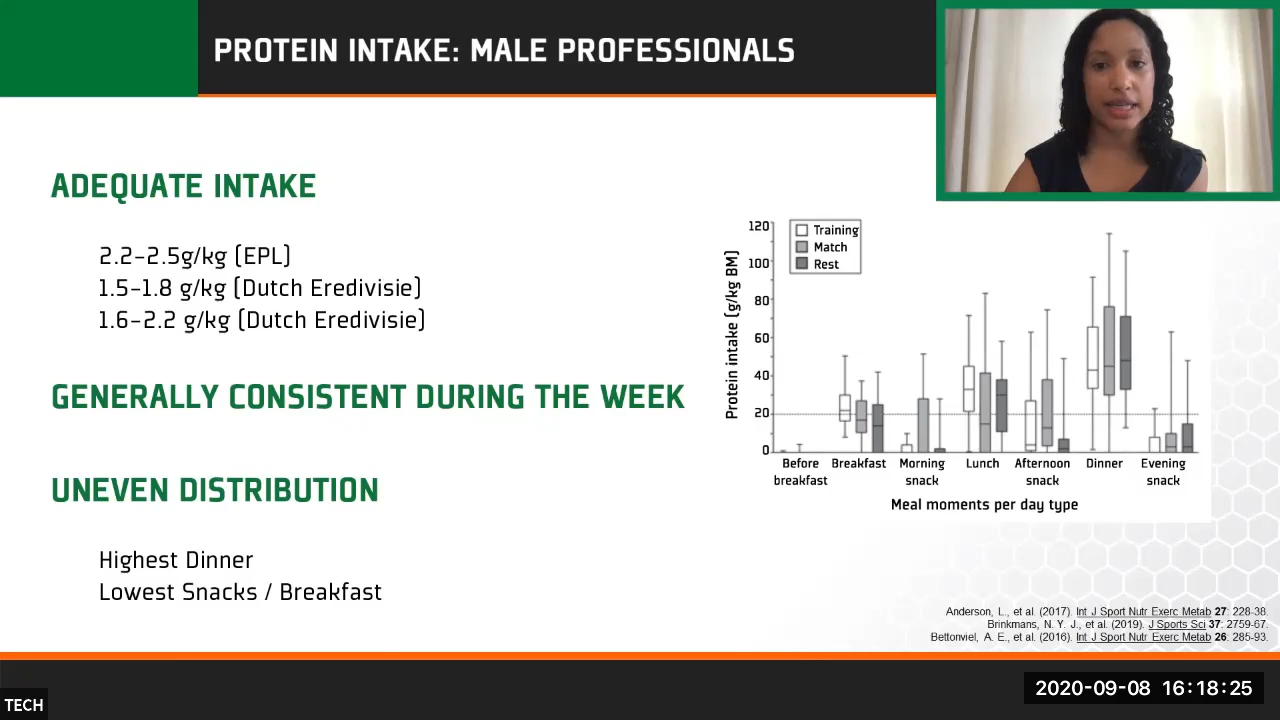 PROTEIN INTAKE: MALE PROFESSIONALS
ADEQUATE INTAKE
2.2–2.5g/kg (EPL)
1.5–1.8 g/kg (Dutch Eredivisie)
1.6–2.2 g/kg (Dutch Eredivisie)
GENERALLY CONSISTENT DURING THE WEEK
UNEVEN DISTRIBUTION
Highest Dinner
Lowest Snacks / Breakfast
Protein intake (g/kg BM)
120
100
80
60
40
20
0
Training
Match
Rest
Before breakfast
Breakfast
Morning snack
Lunch
Afternoon snack
Dinner
Evening snack
Meal moments per day type
Anderson, L., et al. (2017). Int J Sport Nutr Exerc Metab 27: 228-38.
Brinkmans, N. Y. J., et al. (2019). J Sports Sci 37: 2759-67.
Bettonviel, A. E., et al. (2016). Int J Sport Nutr Exerc Metab 26: 285-93.
2020-09-08 16:18:25
TECH